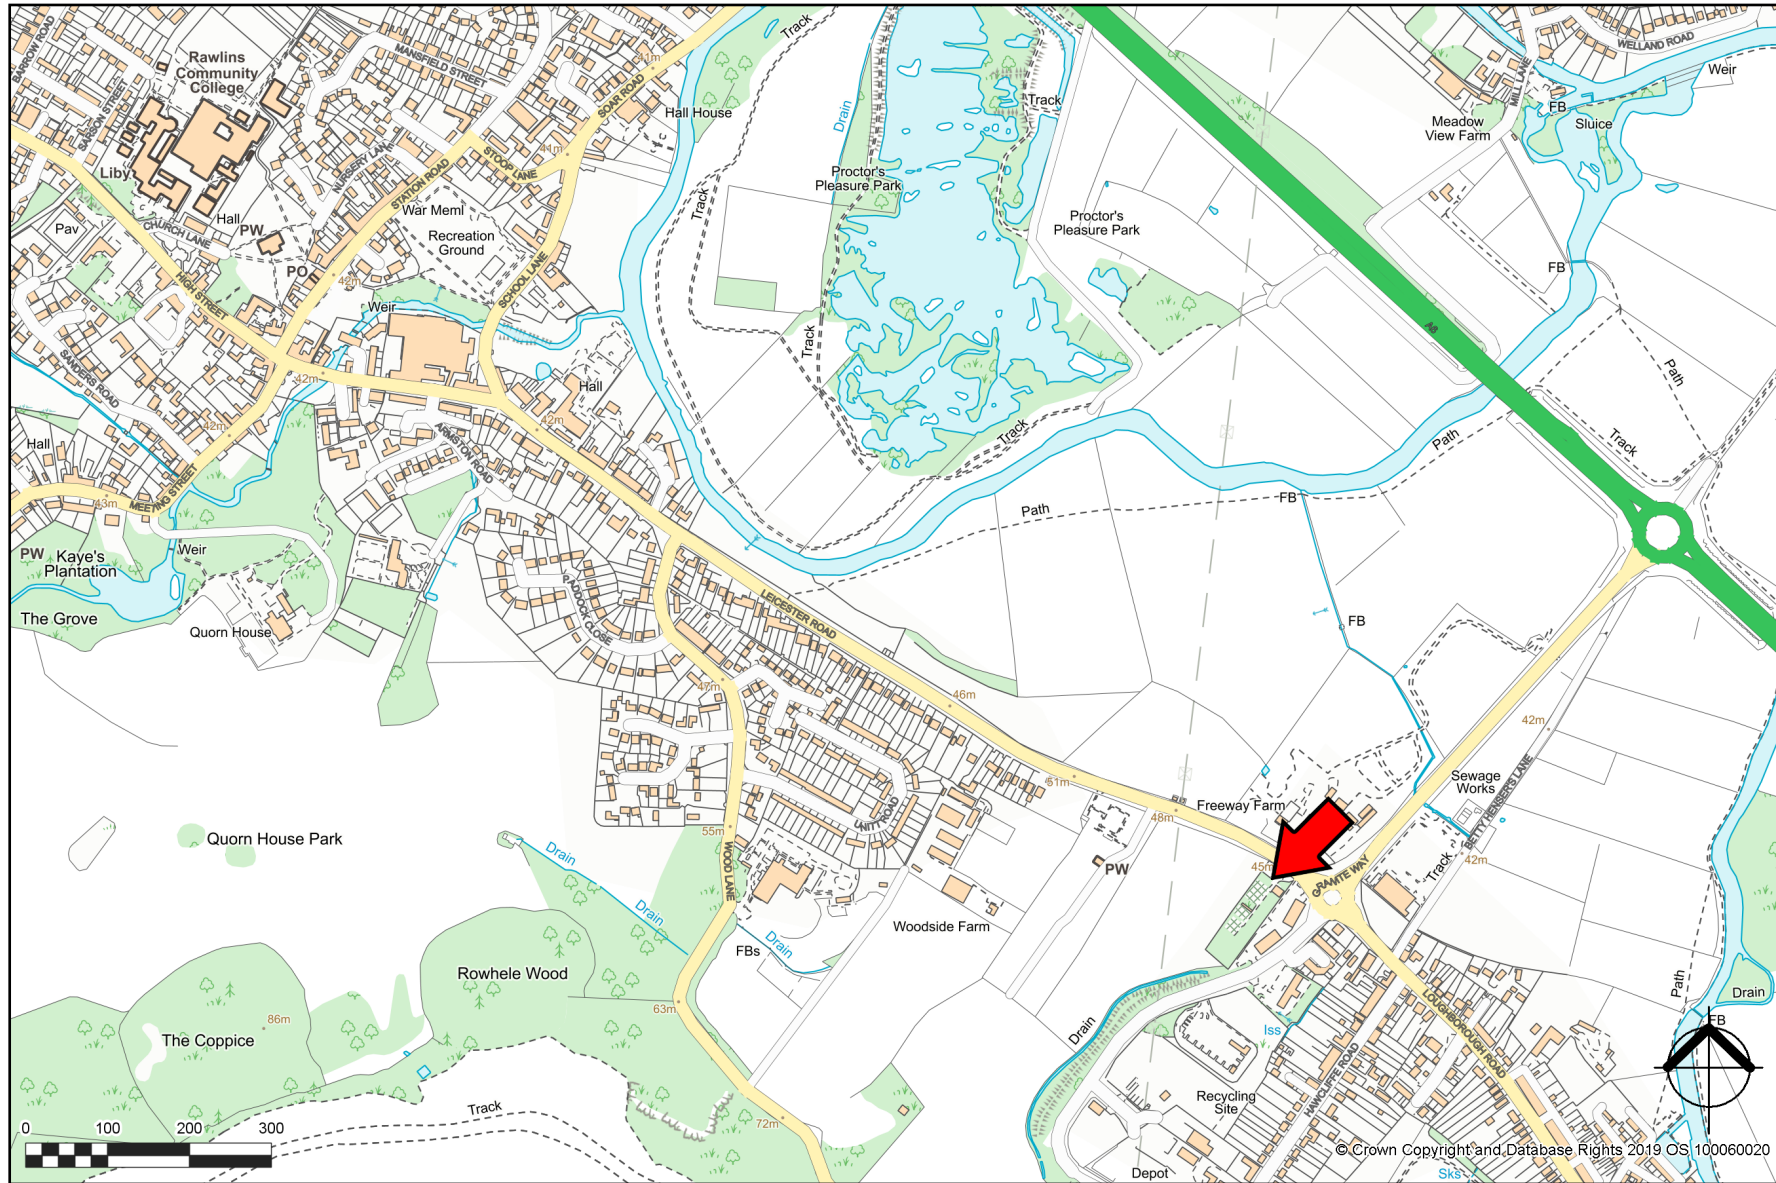 BARROW ROAD
Rawlins
Community
College
SARSON STREET
MANSFIELD STREET
41m
SOAR ROAD
Hall House
Track
Drain
Track
WELLAND ROAD
Weir
MILL LANE
FB
Sluice
Meadow
View Farm
Liby
NURSERY LANE
STATION ROAD
STOOP LANE
41m
Proctor's
Pleasure Park
Track
Proctor's
Pleasure Park
Pav
Hall
CHURCH LANE
PW
War Meml
Recreation
Ground
PO
42m
HIGH STREET
SCHOOL LANE
Weir
FB
A6
Track
Path
SANDERS ROAD
42m
Hall
42m
42m
Hall
ARMSTON ROAD
Track
Path
Track
43m
MEETING STREET
FB
Path
PW
Kaye's
Plantation
Weir
The Grove
Quorn House
PADDOCK CLOSE
LEICESTER ROAD
FB
47m
46m
42m
51m
Freeway Farm
Sewage
Works
BETTY HENSER'S LANE
48m
Quorn House Park
Drain
55m
WOOD LANE
UNITT ROAD
PW
45m
GRANITE WAY
Track
42m
Drain
Woodside Farm
FBs
Drain
Rowhele Wood
63m
86m
The Coppice
Drain
Iss
LOUGHBOROUGH ROAD
Path
Drain
FB
HAWCLIFFE ROAD
Recycling
Site
Track
72m
0 100 200 300
Depot
Sks
© Crown Copyright and Database Rights 2019 OS 100060020